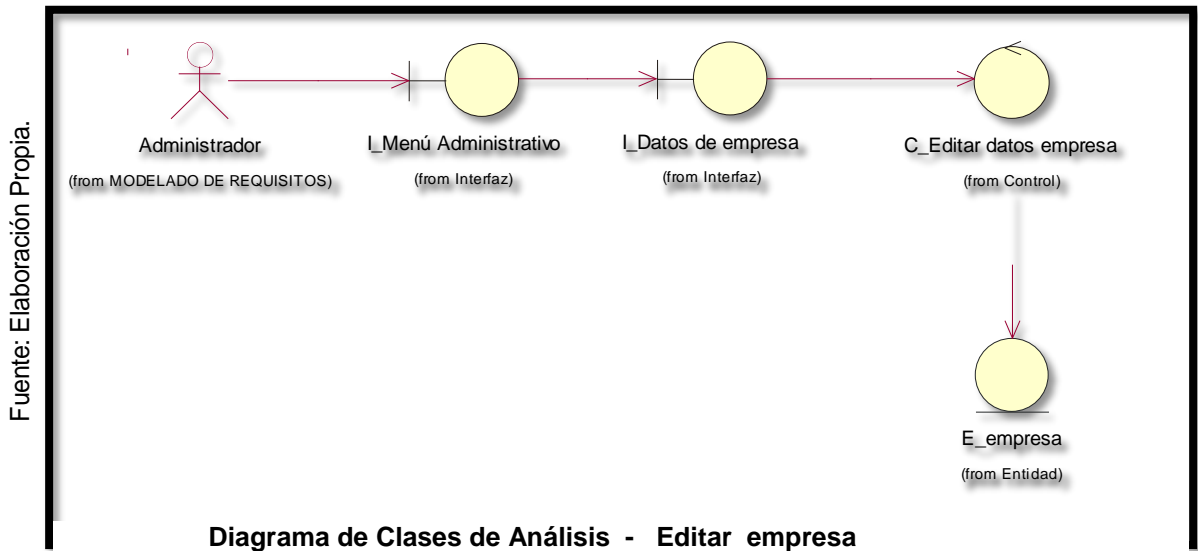 Fuente: Elaboración Propia.
Administrador
(from MODELADO DE REQUISITOS)
I_Menú Administrativo
(from Interfaz)
I_Datos de empresa
(from Interfaz)
C_Editar datos empresa
(from Control)
E_empresa
(from Entidad)
Diagrama de Clases de Análisis - Editar empresa